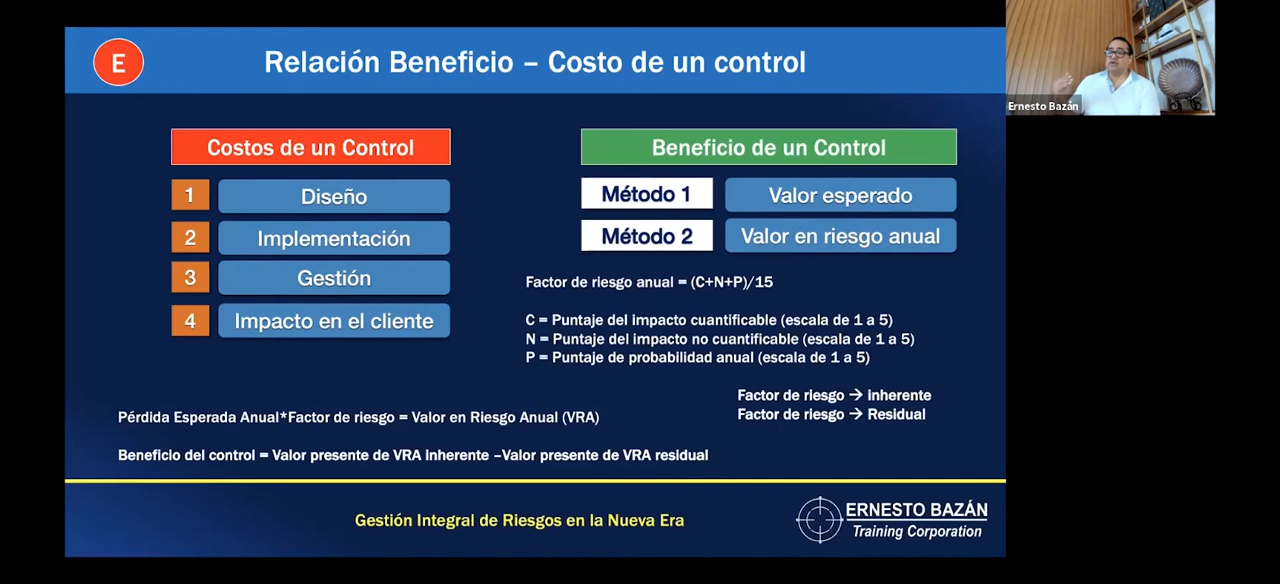 E
Relación Beneficio – Costo de un control
Ernesto Bazán
Costos de un Control
1 Diseño
2 Implementación
3 Gestión
4 Impacto en el cliente
Beneficio de un Control
Método 1 Valor esperado
Método 2 Valor en riesgo anual
Factor de riesgo anual = (C+N+P)/15
C = Puntaje del impacto cuantificable (escala de 1 a 5)
N = Puntaje del impacto no cuantificable (escala de 1 a 5)
P = Puntaje de probabilidad anual (escala de 1 a 5)
Factor de riesgo → inherente
Factor de riesgo → Residual
Pérdida Esperada Anual*Factor de riesgo = Valor en Riesgo Anual (VRA)
Beneficio del control = Valor presente de VRA inherente –Valor presente de VRA residual
Gestión Integral de Riesgos en la Nueva Era
ERNESTO BAZÁN
Training Corporation